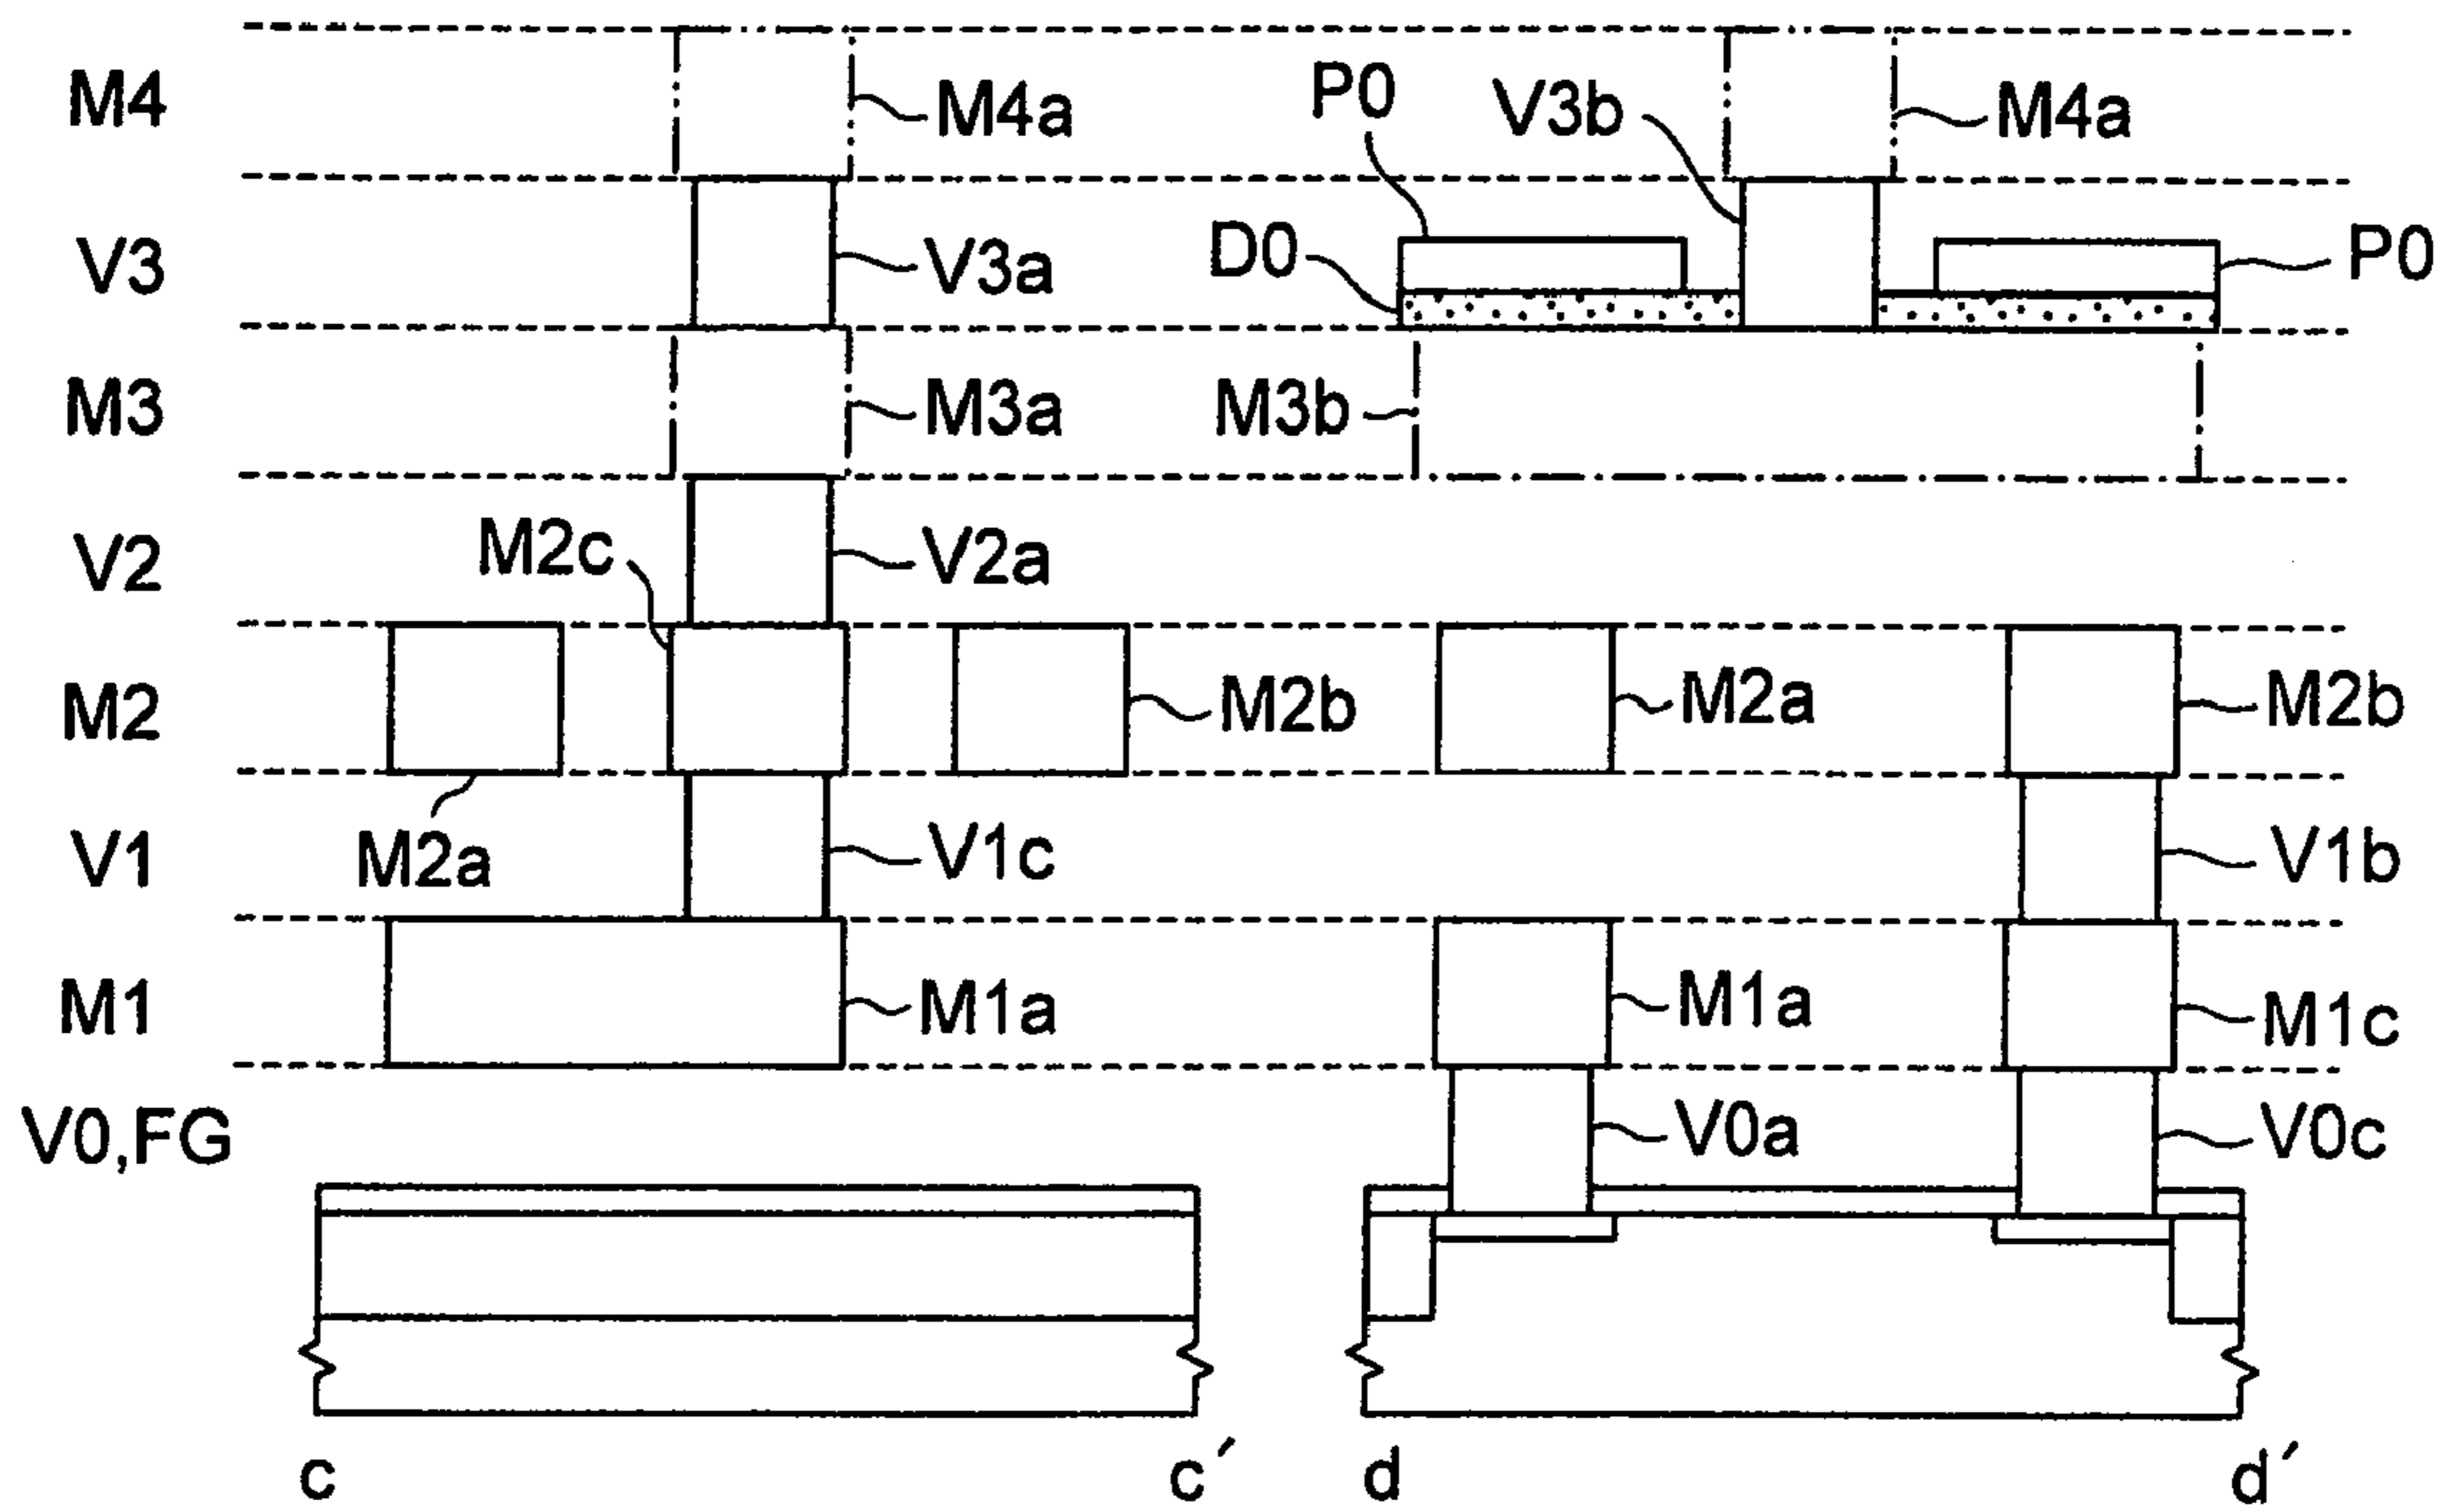 M4 M4a P0 V3b M4a
V3 V3a D0 P0
M3 M3a M3b
V2 M2c V2a
M2 M2b M2a M2b
V1 M2a V1c V1b
M1 M1a M1a M1c
V0,FG V0a V0c
c c′ d d′